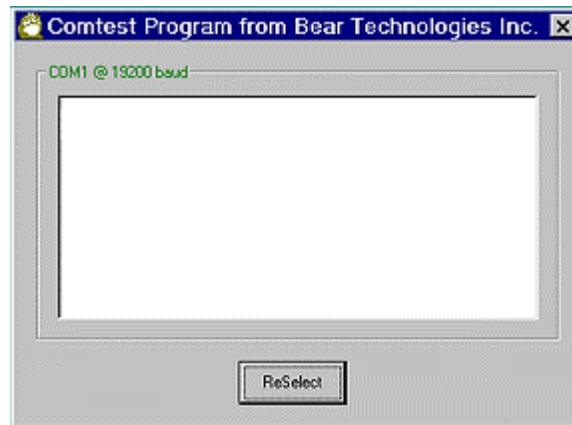 Comtest Program from Bear Technologies Inc.
COM1 @ 19200 baud
ReSelect